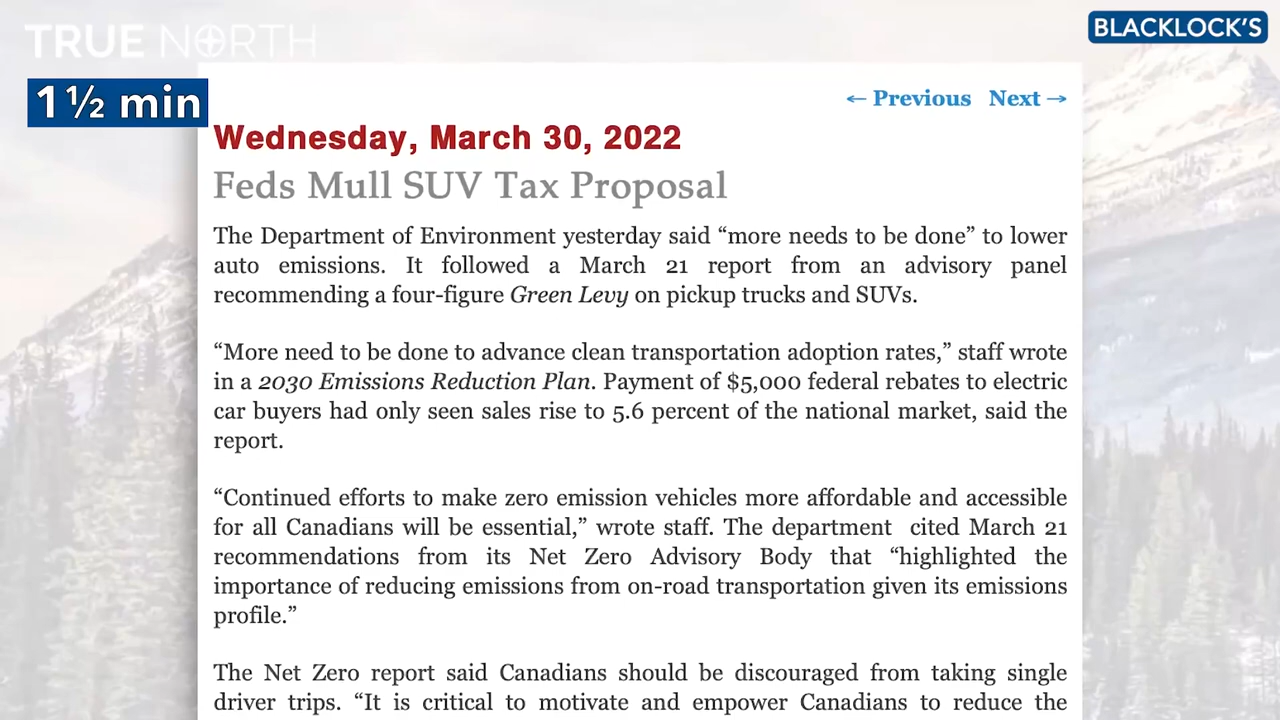 TRUE NORTH
BLACKLOCK'S
1 ½ min
← Previous Next →
Wednesday, March 30, 2022
Feds Mull SUV Tax Proposal
The Department of Environment yesterday said “more needs to be done” to lower
auto emissions. It followed a March 21 report from an advisory panel
recommending a four-figure Green Levy on pickup trucks and SUVs.
“More need to be done to advance clean transportation adoption rates,” staff wrote
in a 2030 Emissions Reduction Plan. Payment of $5,000 federal rebates to electric
car buyers had only seen sales rise to 5.6 percent of the national market, said the
report.
“Continued efforts to make zero emission vehicles more affordable and accessible
for all Canadians will be essential,” wrote staff. The department cited March 21
recommendations from its Net Zero Advisory Body that “highlighted the
importance of reducing emissions from on-road transportation given its emissions
profile.”
The Net Zero report said Canadians should be discouraged from taking single
driver trips. “It is critical to motivate and empower Canadians to reduce the